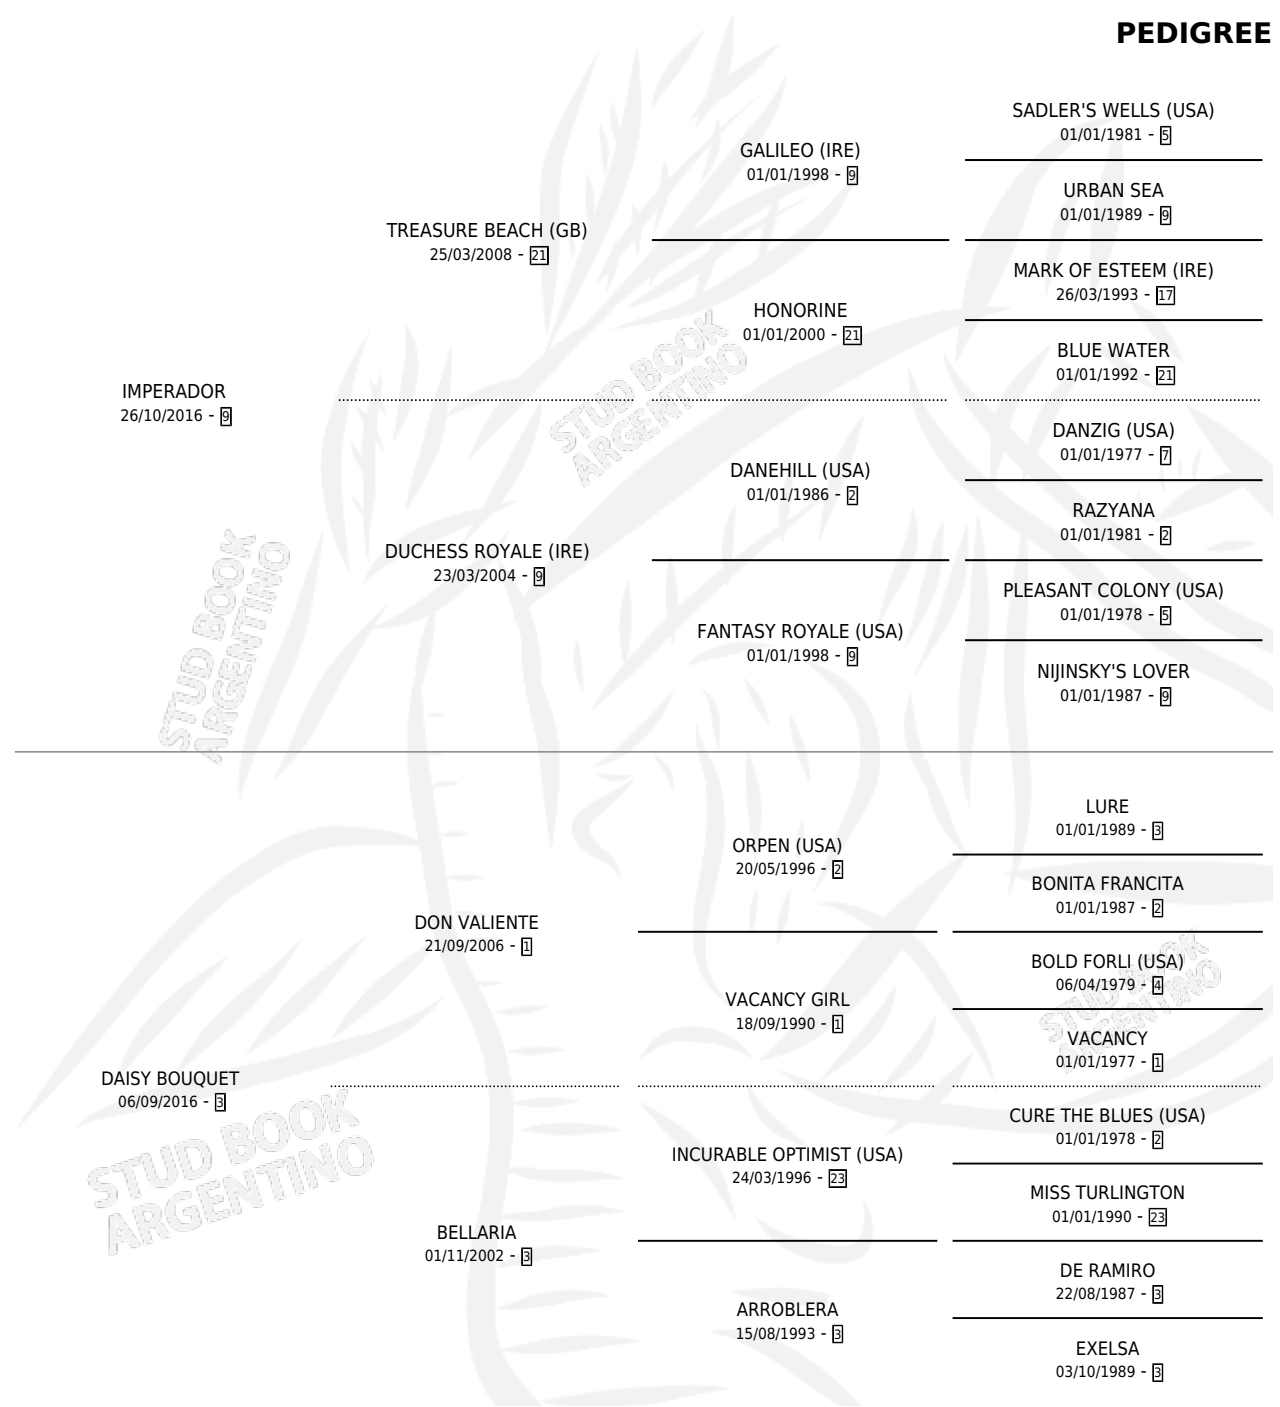 PEDIGREE
SADLER'S WELLS (USA)
01/01/1981 - 5
GALILEO (IRE)
01/01/1998 - 9
URBAN SEA
01/01/1989 - 9
TREASURE BEACH (GB)
25/03/2008 - 21
MARK OF ESTEEM (IRE)
26/03/1993 - 17
HONORINE
01/01/2000 - 21
BLUE WATER
01/01/1992 - 21
IMPERADOR
26/10/2016 - 9
DANZIG (USA)
01/01/1977 - 7
DANEHILL (USA)
01/01/1986 - 2
RAZYANA
01/01/1981 - 2
DUCHESS ROYALE (IRE)
23/03/2004 - 9
PLEASANT COLONY (USA)
01/01/1978 - 5
FANTASY ROYALE (USA)
01/01/1998 - 9
NIJINSKY'S LOVER
01/01/1987 - 9
LURE
01/01/1989 - 3
ORPEN (USA)
20/05/1996 - 2
BONITA FRANCITA
01/01/1987 - 2
DON VALIENTE
21/09/2006 - 1
BOLD FORLI (USA)
06/04/1979 - 4
VACANCY GIRL
18/09/1990 - 1
VACANCY
01/01/1977 - 1
DAISY BOUQUET
06/09/2016 - 3
CURE THE BLUES (USA)
01/01/1978 - 2
INCURABLE OPTIMIST (USA)
24/03/1996 - 23
MISS TURLINGTON
01/01/1990 - 23
BELLARIA
01/11/2002 - 3
DE RAMIRO
22/08/1987 - 3
ARROBLERA
15/08/1993 - 3
EXELSA
03/10/1989 - 3
STUD BOOK
ARGENTINO
STUD BOOK
ARGENTINO
STUD BOOK
ARGENTINO
STUD BOOK
ARGENTINO